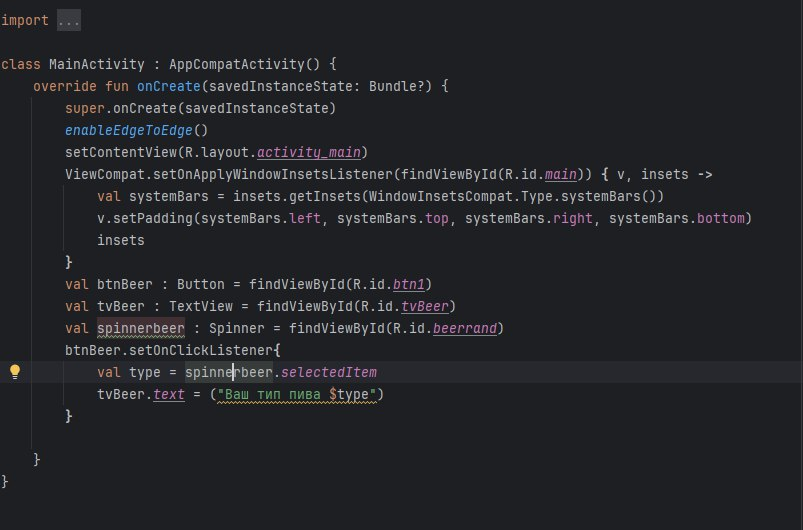 import ...
class MainActivity : AppCompatActivity() {
override fun onCreate(savedInstanceState: Bundle?) {
super.onCreate(savedInstanceState)
enableEdgeToEdge()
setContentView(R.layout.activity_main)
ViewCompat.setOnApplyWindowInsetsListener(findViewById(R.id.main)) { v, insets ->
val systemBars = insets.getInsets(WindowInsetsCompat.Type.systemBars())
v.setPadding(systemBars.left, systemBars.top, systemBars.right, systemBars.bottom)
insets
}
val btnBeer : Button = findViewById(R.id.btn1)
val tvBeer : TextView = findViewById(R.id.tvBeer)
val spinnerbeer : Spinner = findViewById(R.id.beerrand)
btnBeer.setOnClickListener{
val type = spinnerbeer.selectedItem
tvBeer.text = ("Ваш тип пива $type")
}
}
}